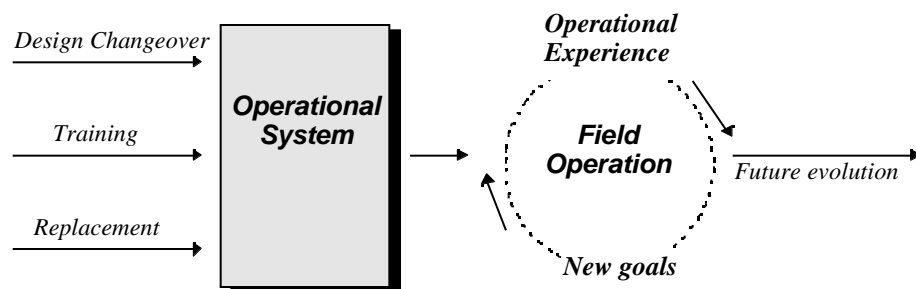 Design Changeover
Training
Replacement
Operational
System
Operational
Experience
Field
Operation
New goals
Future evolution